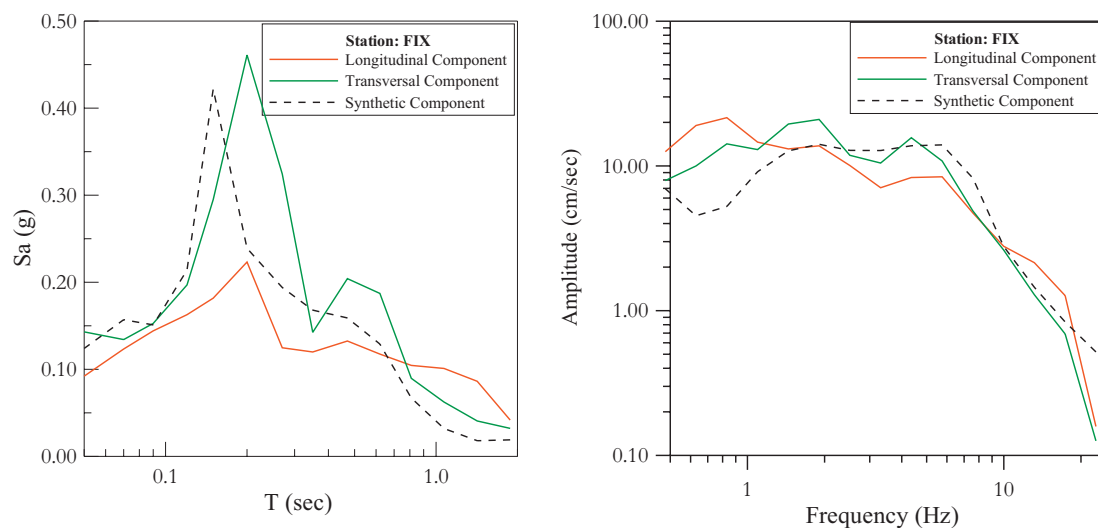 0.50
0.40
0.30
0.20
0.10
0.00
Sa (g)
Station: FIX
Longitudinal Component
Transversal Component
Synthetic Component
0.1
1.0
T (sec)
100.00
10.00
1.00
0.10
Amplitude (cm/sec)
Station: FIX
Longitudinal Component
Transversal Component
Synthetic Component
1
10
Frequency (Hz)